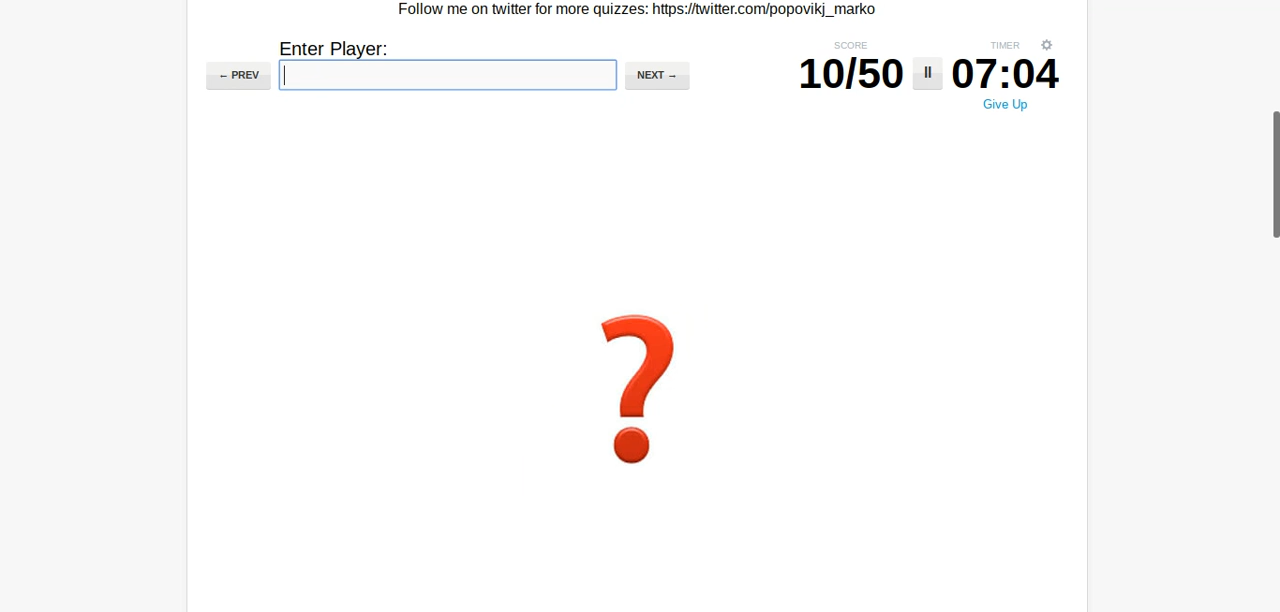 Follow me on twitter for more quizzes: https://twitter.com/popovikj_marko
Enter Player:
← PREV
NEXT →
SCORE
10/50
TIMER
07:04
Give Up